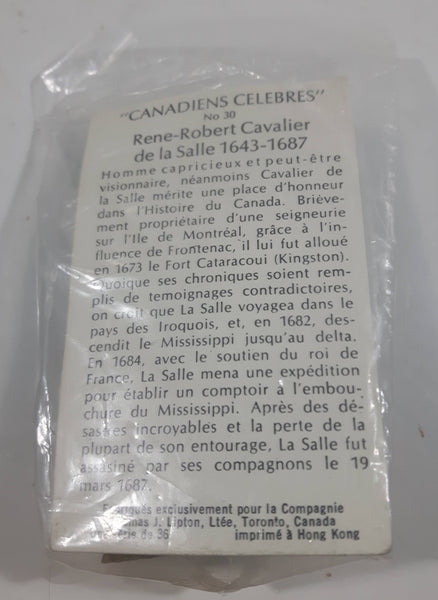 "CANADIENS CELEBRES"
No 30
Rene-Robert Cavalier
de la Salle 1643-1687
Homme capricieux et peut-être
visionnaire, néanmoins Cavalier de
la Salle mérite une place d'honneur
dans l'Histoire du Canada. Briève-
ment propriétaire d'une seigneurie
sur l'Ile de Montréal, grâce à l'in-
fluence de Frontenac, il lui fut alloué
en 1673 le Fort Cataracoui (Kingston).
Quoique ses chroniques soient rem-
plis de temoignages contradictoires,
on croit que La Salle voyagea dans le
pays des Iroquois, et, en 1682, des-
cendit le Mississippi jusqu'au delta.
En 1684, avec le soutien du roi de
France, La Salle mena une expédition
pour établir un comptoir à l'embou-
chure du Mississippi. Après des dé-
sastres incroyables et la perte de la
plupart de son entourage, La Salle fut
assasiné par ses compagnons le 19
mars 1687.
exclusivement pour la Compagnie
J. Lipton, Ltée, Toronto, Canada
série de 36 imprimé à Hong Kong